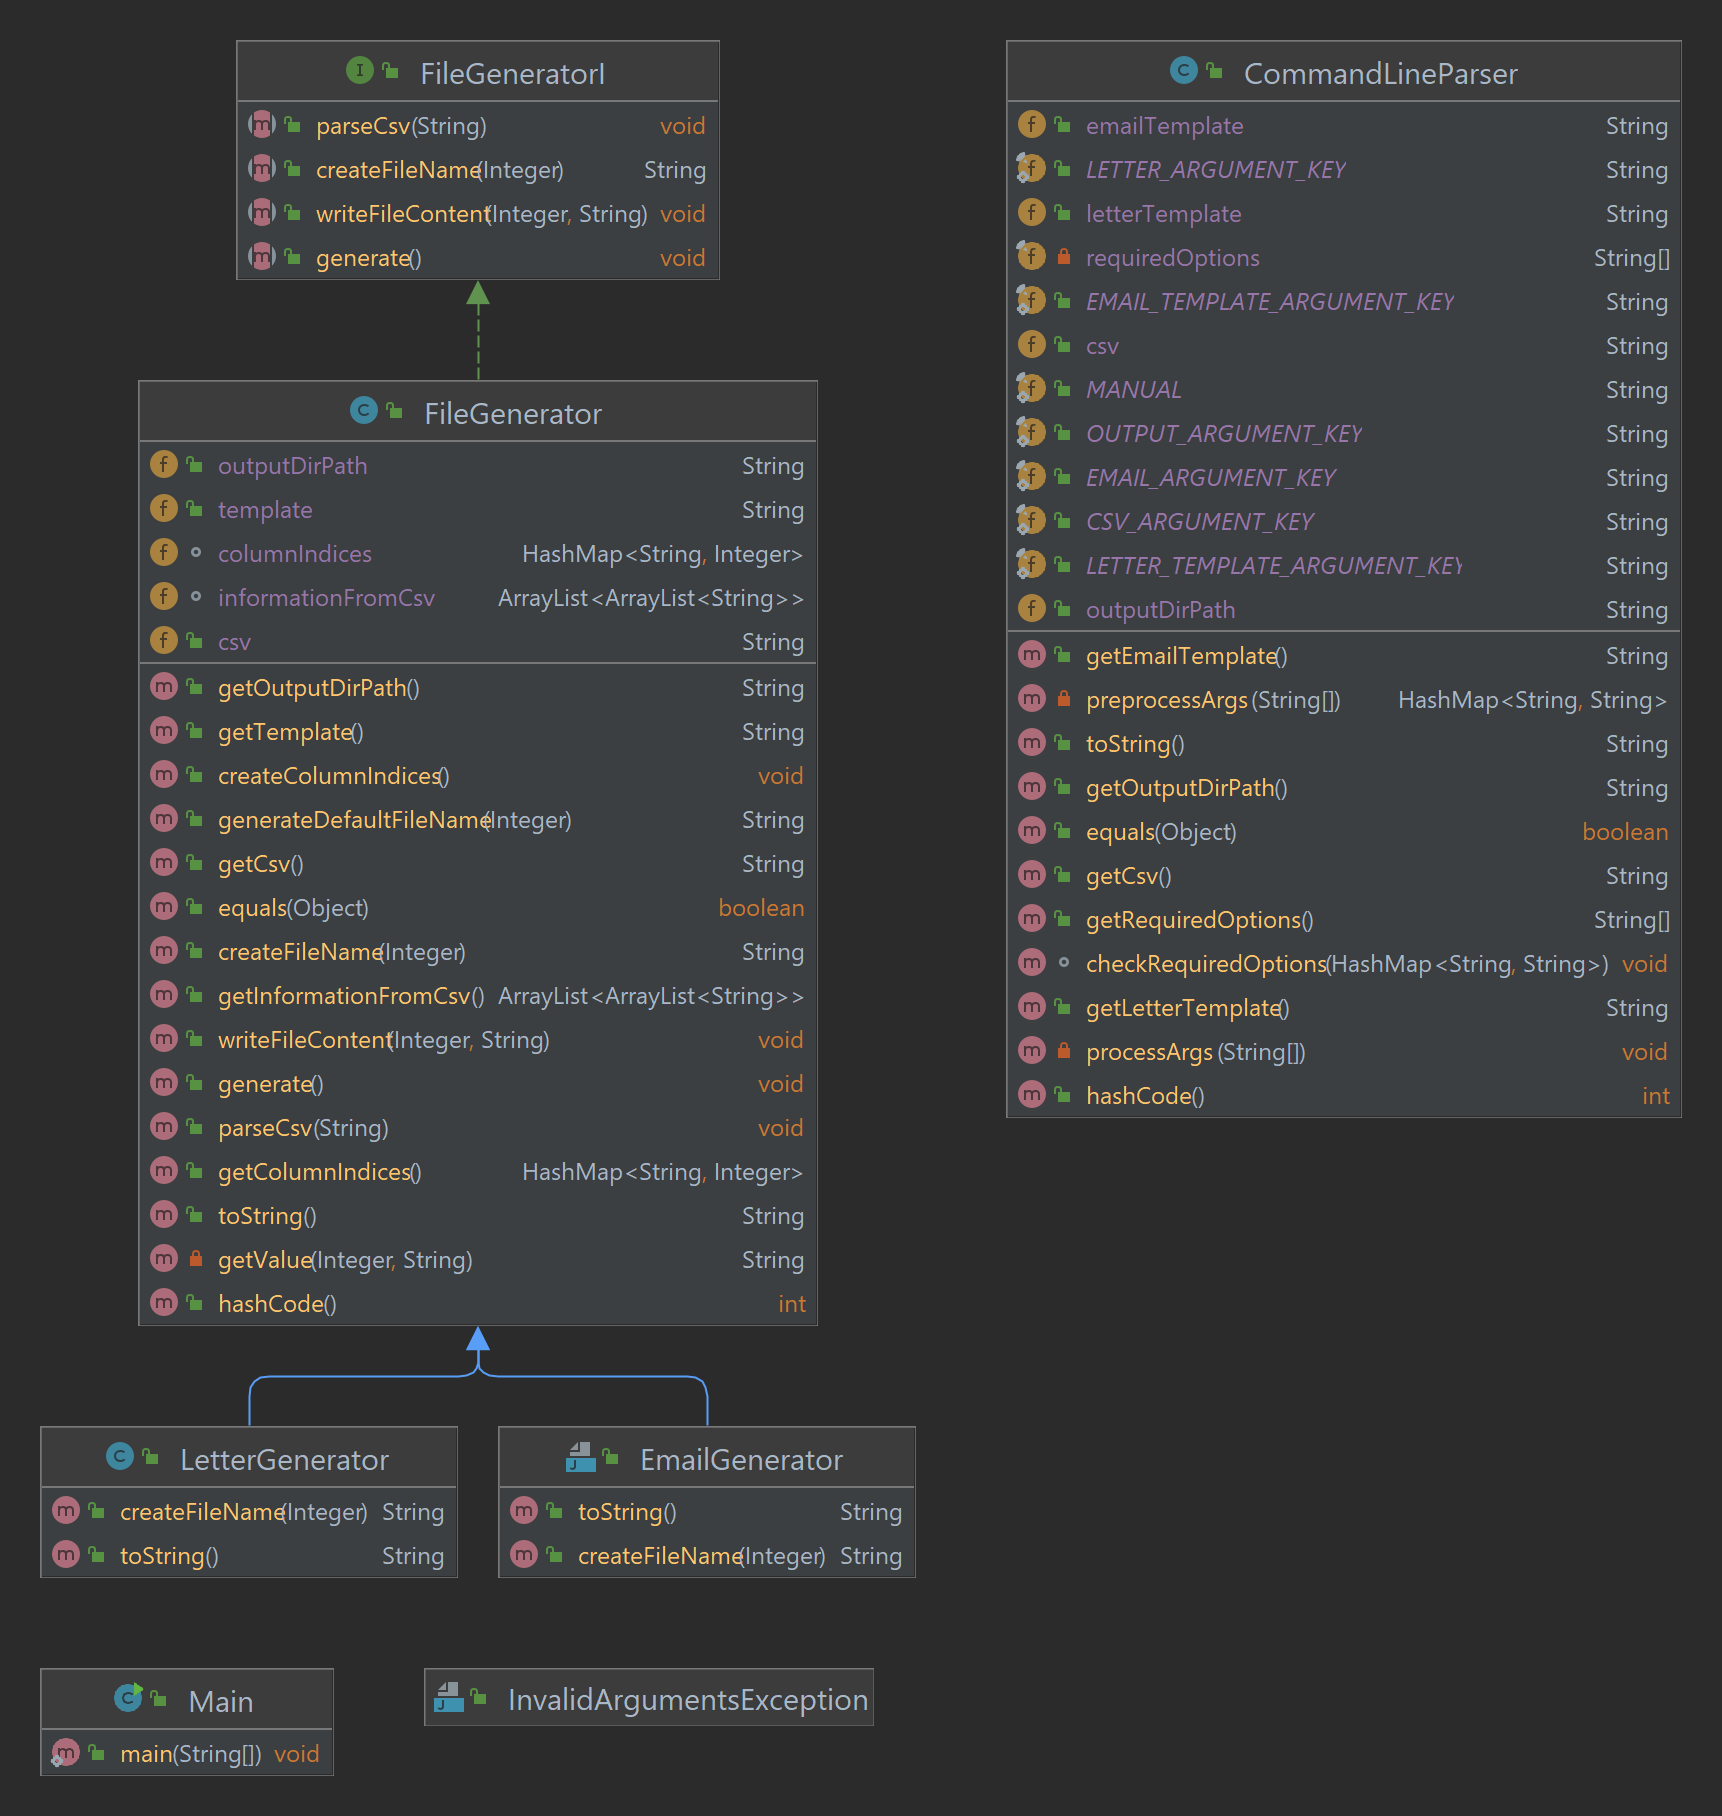 FileGeneratorI
parseCsv(String) void
createFileName(Integer) String
writeFileContent(Integer, String) void
generate() void
FileGenerator
outputDirPath String
template String
columnIndices HashMap<String, Integer>
informationFromCsv ArrayList<ArrayList<String>>
csv String
getOutputDirPath() String
getTemplate() String
createColumnIndices() void
generateDefaultFileName(Integer) String
getCsv() String
equals(Object) boolean
createFileName(Integer) String
getInformationFromCsv() ArrayList<ArrayList<String>>
writeFileContent(Integer, String) void
generate() void
parseCsv(String) void
getColumnIndices() HashMap<String, Integer>
toString() String
getValue(Integer, String) String
hashCode() int
LetterGenerator
createFileName(Integer) String
toString() String
EmailGenerator
toString() String
createFileName(Integer) String
Main
main(String[]) void
InvalidArgumentsException
CommandLineParser
emailTemplate String
LETTER_ARGUMENT_KEY String
letterTemplate String
requiredOptions String[]
EMAIL_TEMPLATE_ARGUMENT_KEY String
csv String
MANUAL String
OUTPUT_ARGUMENT_KEY String
EMAIL_ARGUMENT_KEY String
CSV_ARGUMENT_KEY String
LETTER_TEMPLATE_ARGUMENT_KEY String
outputDirPath String
getEmailTemplate() String
preprocessArgs(String[]) HashMap<String, String>
toString() String
getOutputDirPath() String
equals(Object) boolean
getCsv() String
getRequiredOptions() String[]
checkRequiredOptions(HashMap<String, String>) void
getLetterTemplate() String
processArgs(String[]) void
hashCode() int